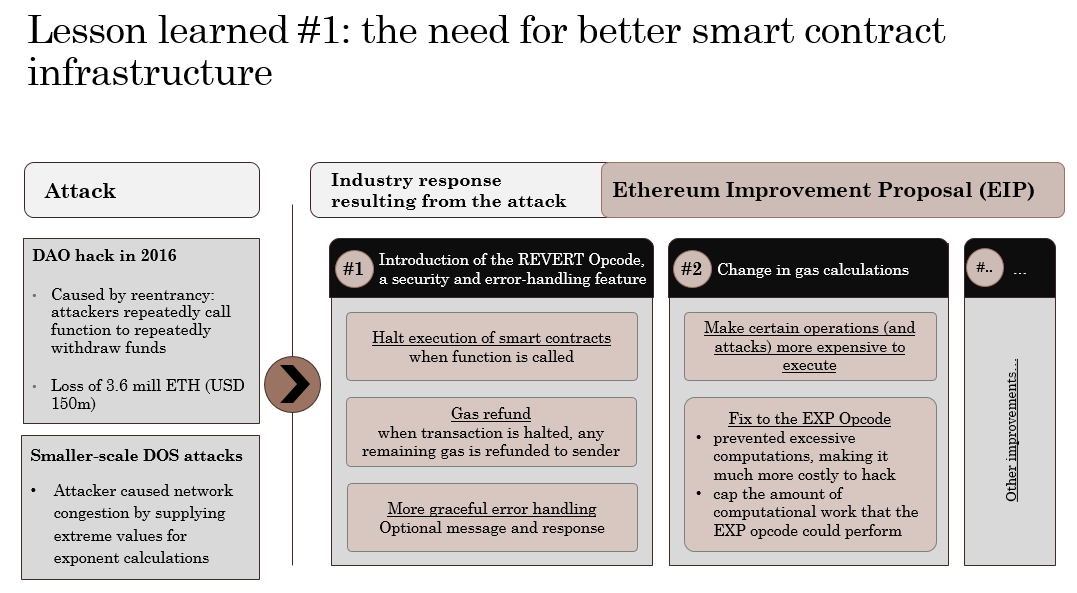 Lesson learned #1: the need for better smart contract
infrastructure
Attack
Industry response
resulting from the attack
Ethereum Improvement Proposal (EIP)
DAO hack in 2016
• Caused by reentrancy:
attackers repeatedly call
function to repeatedly
withdraw funds
• Loss of 3.6 mill ETH (USD
150m)
Smaller-scale DOS attacks
• Attacker caused network
congestion by supplying
extreme values for
exponent calculations
#1
Introduction of the REVERT Opcode,
a security and error-handling feature
Halt execution of smart contracts
when function is called
Gas refund
when transaction is halted, any
remaining gas is refunded to sender
More graceful error handling
Optional message and response
#2
Change in gas calculations
Make certain operations (and
attacks) more expensive to
execute
Fix to the EXP Opcode
• prevented excessive
computations, making it
much more costly to hack
• cap the amount of
computational work that the
EXP opcode could perform
#..
...
Other improvements...